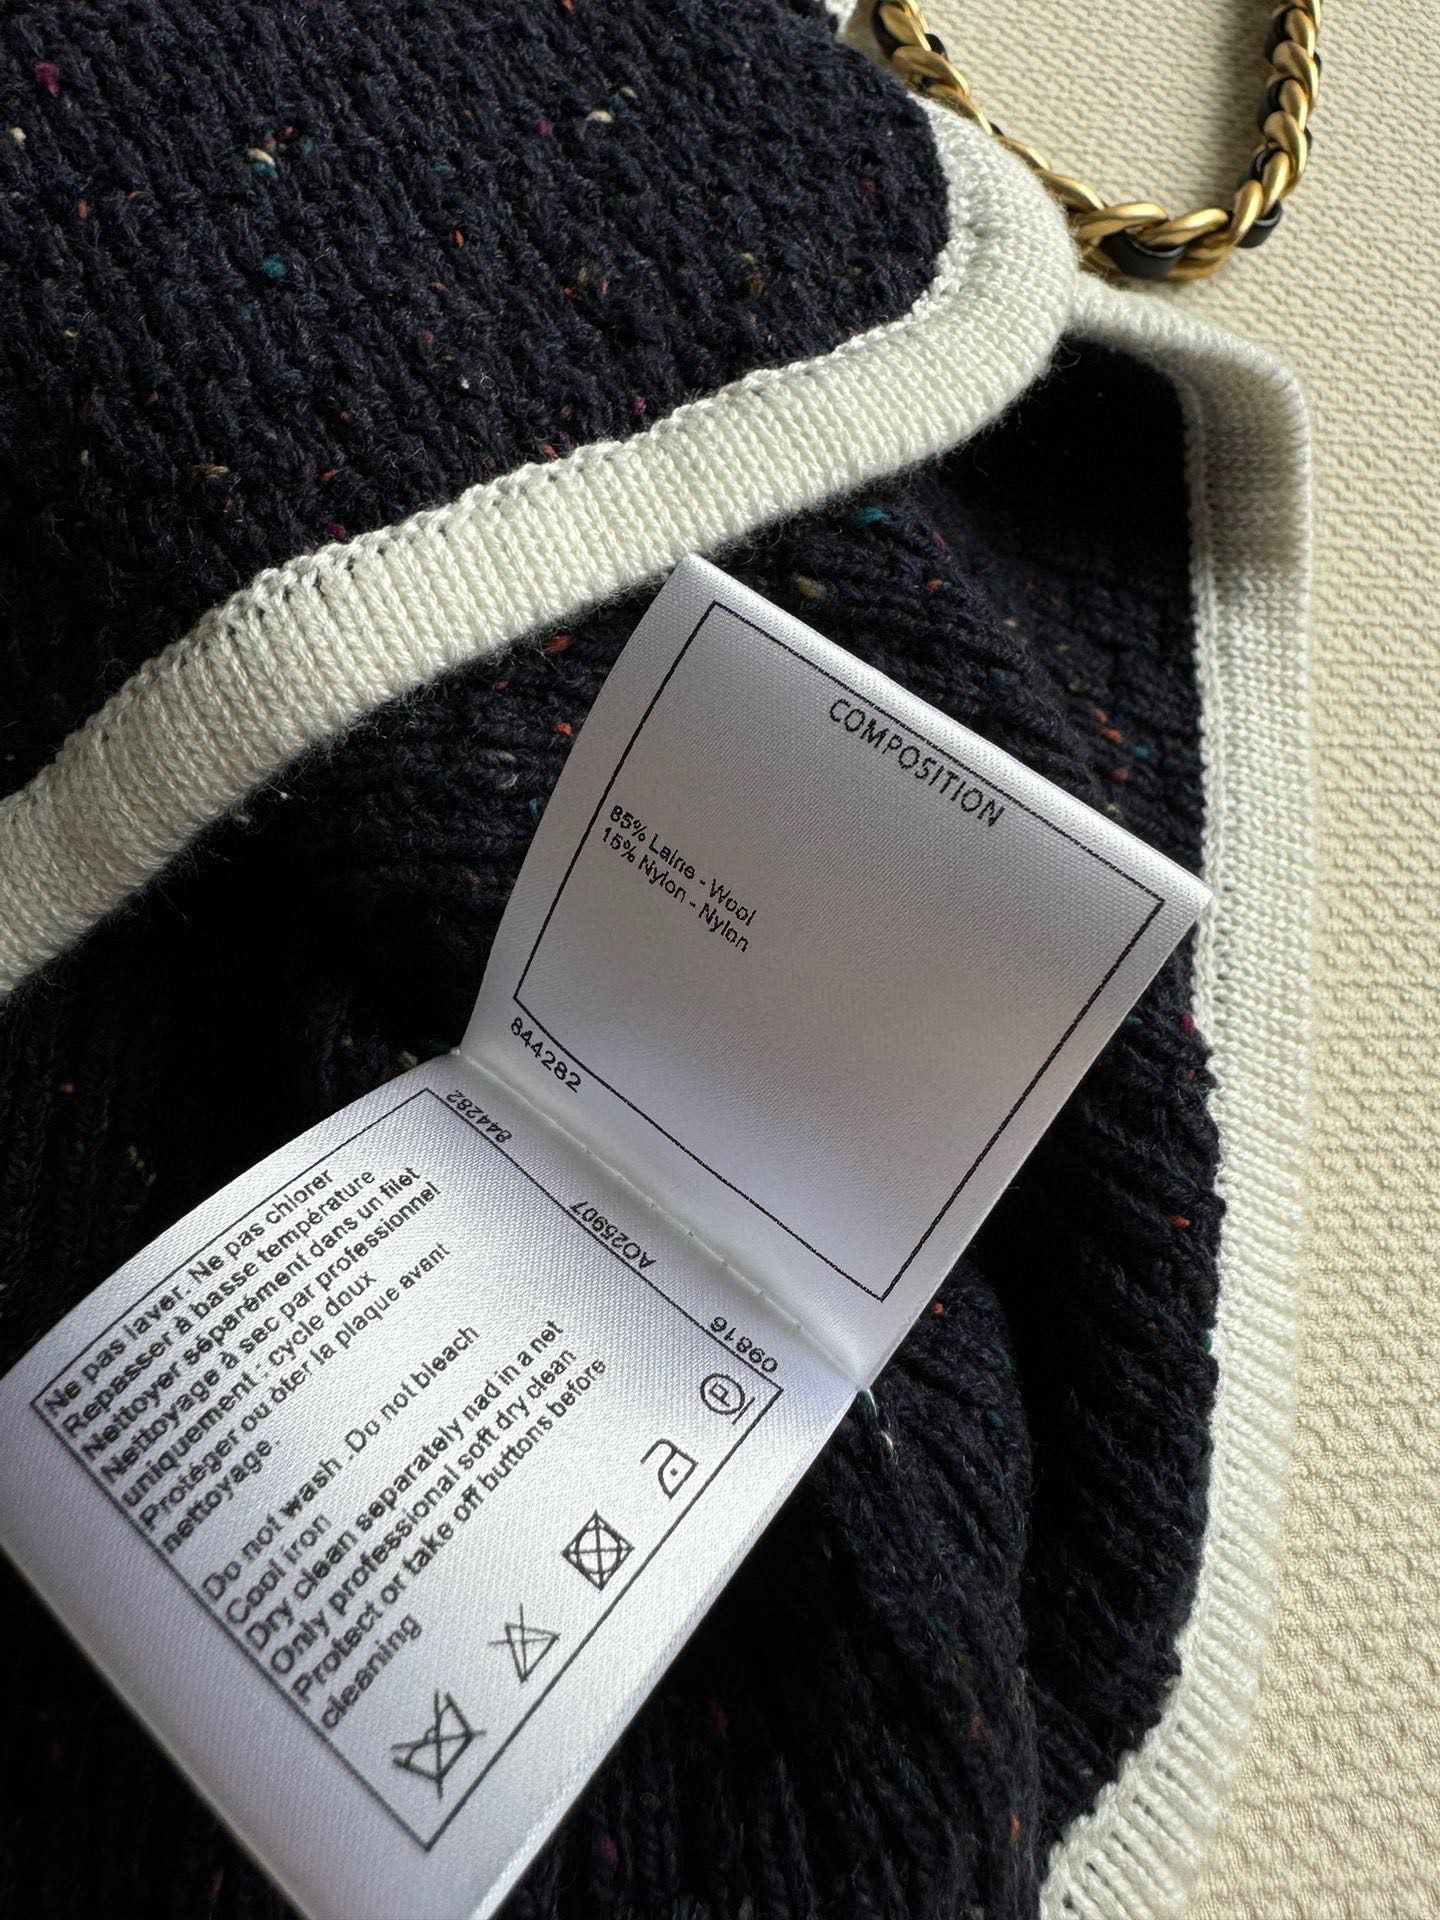 COMPOSITION
85% Laine - Wool
15% Nylon - Nylon
844282
844282
AO25907
09816
Ne pas laver. Ne pas chlorer
Repasser à basse température
Nettoyer séparément dans un filet
Nettoyage à sec par professionnel
uniquement : cycle doux
Protéger ou ôter la plaque avant
nettoyage.
Do not wash .Do not bleach
Cool iron
Dry clean separately nad in a net
Only professional soft dry clean
Protect or take off buttons before
cleaning
P